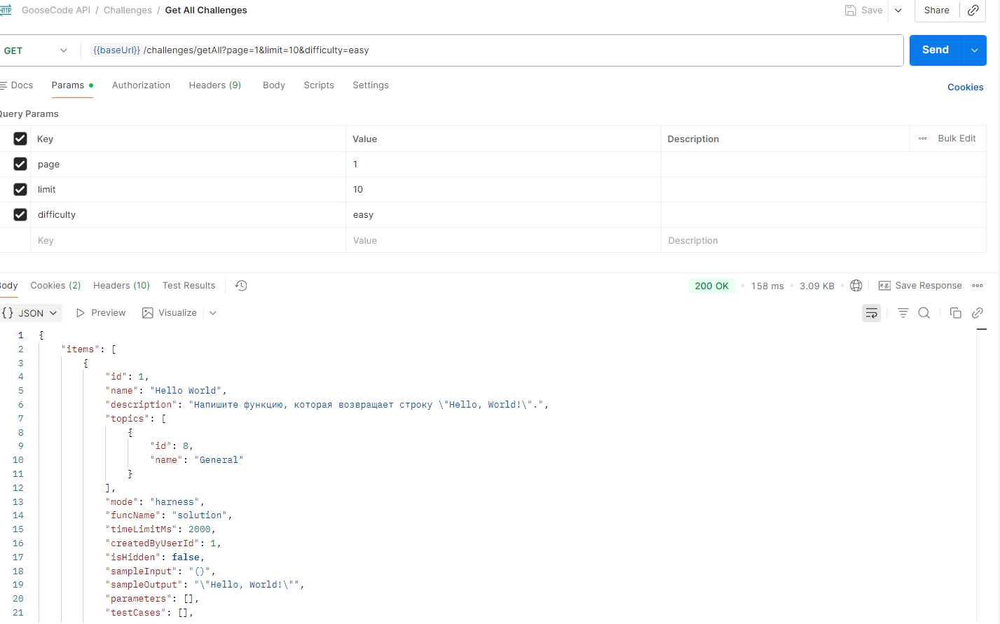 HTTP GooseCode API / Challenges / Get All Challenges Save Share
GET {{baseUrl}} /challenges/getAll?page=1&limit=10&difficulty=easy Send
Docs Params Authorization Headers (9) Body Scripts Settings Cookies
Query Params
Key Value Description Bulk Edit
page 1
limit 10
difficulty easy
Key Value Description
Body Cookies (2) Headers (10) Test Results 200 OK 158 ms 3.09 KB e.g. Save Response
{} JSON Preview Visualize
1 {
2 "items": [
3 {
4 "id": 1,
5 "name": "Hello World",
6 "description": "Напишите функцию, которая возвращает строку \"Hello, World!\".",
7 "topics": [
8 {
9 "id": 8,
10 "name": "General"
11 }
12 ],
13 "mode": "harness",
14 "funcName": "solution",
15 "timeLimitMs": 2000,
16 "createdByUserId": 1,
17 "isHidden": false,
18 "sampleInput": "()",
19 "sampleOutput": "\"Hello, World!\"",
20 "parameters": [],
21 "testCases": [],